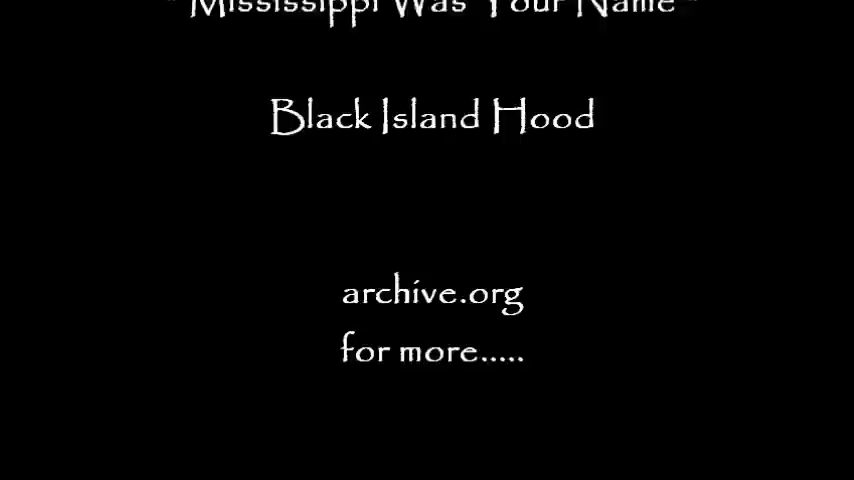 " Mississippi Was Your Name "
Black Island Hood
archive.org
for more.....